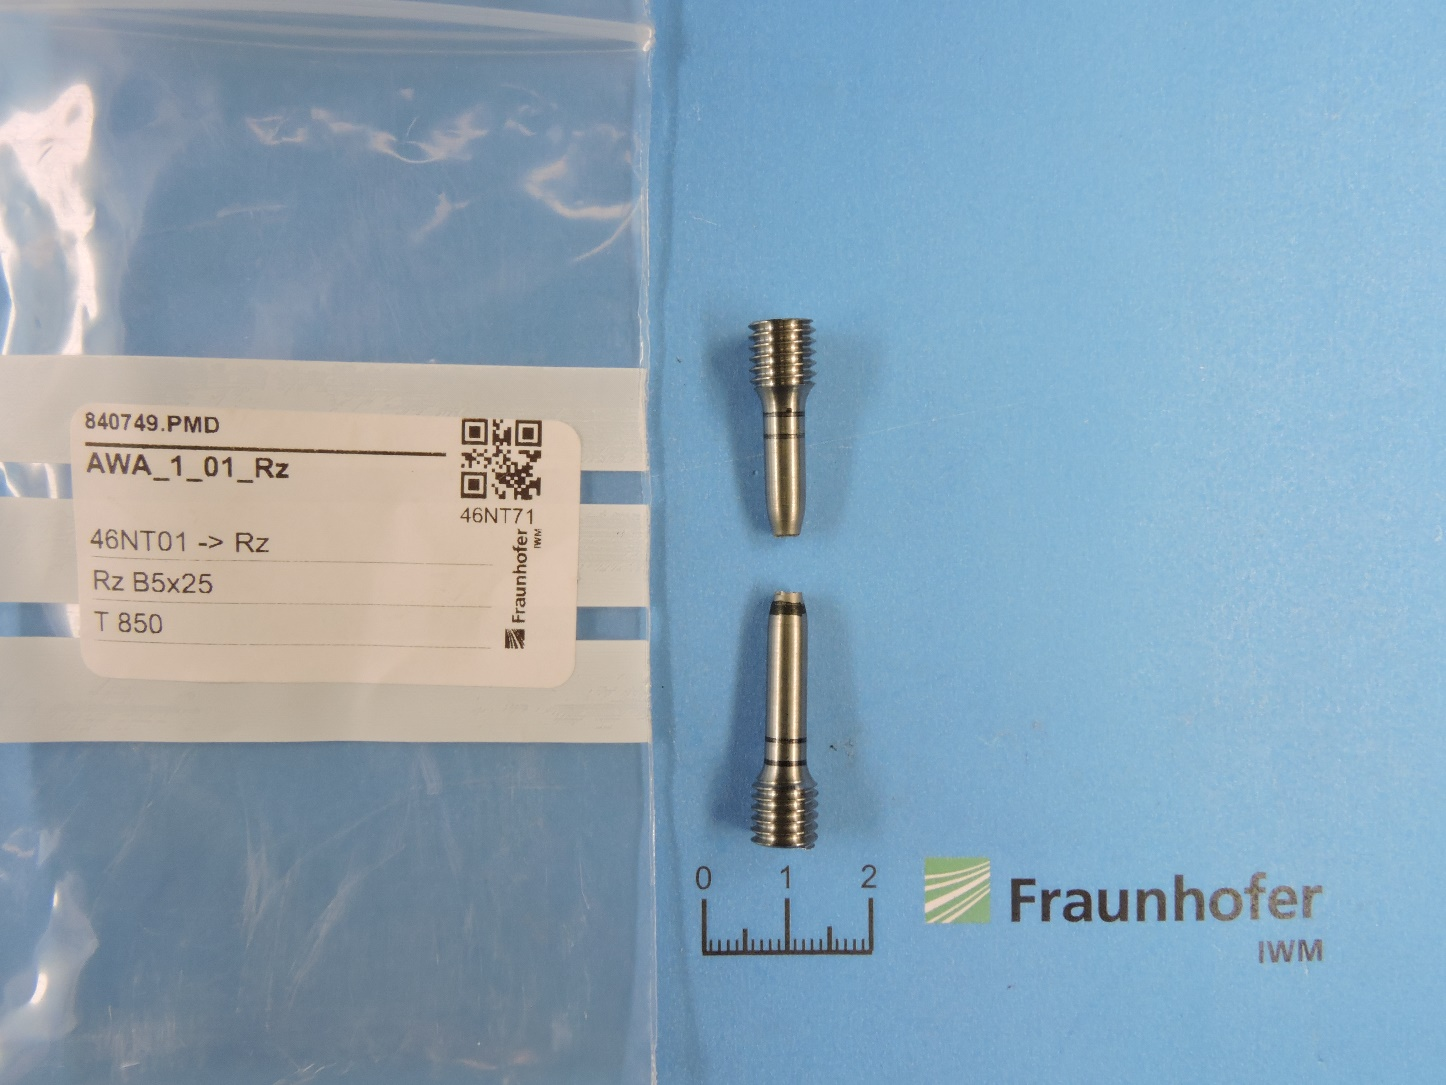 840749.PMD
AWA_1_01_Rz
46NT71
46NT01 -> Rz
Rz B5x25
T 850
Fraunhofer
IWM
0 1 2
Fraunhofer
IWM